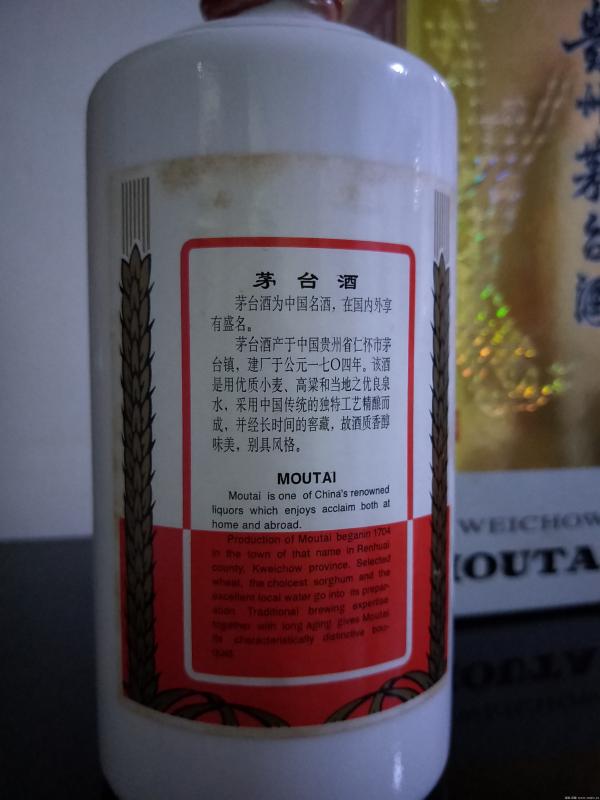 茅台酒
茅台酒为中国名酒，在国内外享
有盛名。
茅台酒产于中国贵州省仁怀市茅
台镇，建厂于公元一七〇四年。该酒
是用优质小麦、高粱和当地之优良泉
水，采用中国传统的独特工艺精酿而
成，并经长时间的窖藏，故酒质香醇
味美，别具风格。
MOUTAI
Moutai is one of China's renowned
liquors which enjoys acclaim both at
home and abroad.
Production of Moutai began in 1704
in the town of that name in Renhuai
county, Kweichow province. Selected
wheat, the choicest sorghum and the
excellent local water go into its prepar-
ation. Traditional brewing expertise
together with long aging gives Moutai
its characteristically distinctive bou-
quet.
貴州茅台酒
WEICHOW
MOUTA